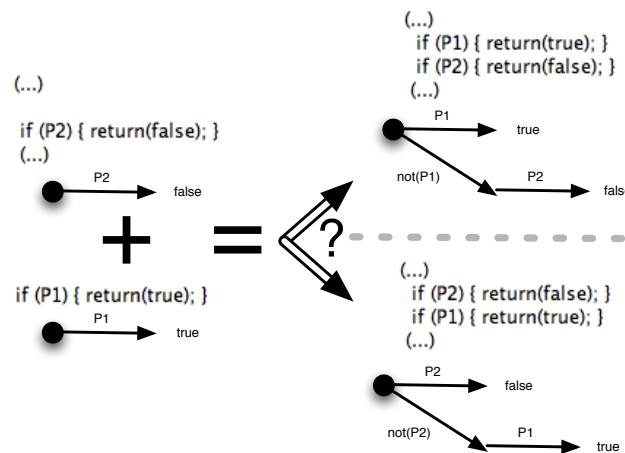 (...)
if (P2) { return(false); }
(...)
P2
false
+
=
?
if (P1) { return(true); }
P1
true
(...)
if (P1) { return(true); }
if (P2) { return(false); }
(...)
P1
true
not(P1)
P2
fals
(...)
if (P2) { return(false); }
if (P1) { return(true); }
(...)
P2
false
not(P2)
P1
true